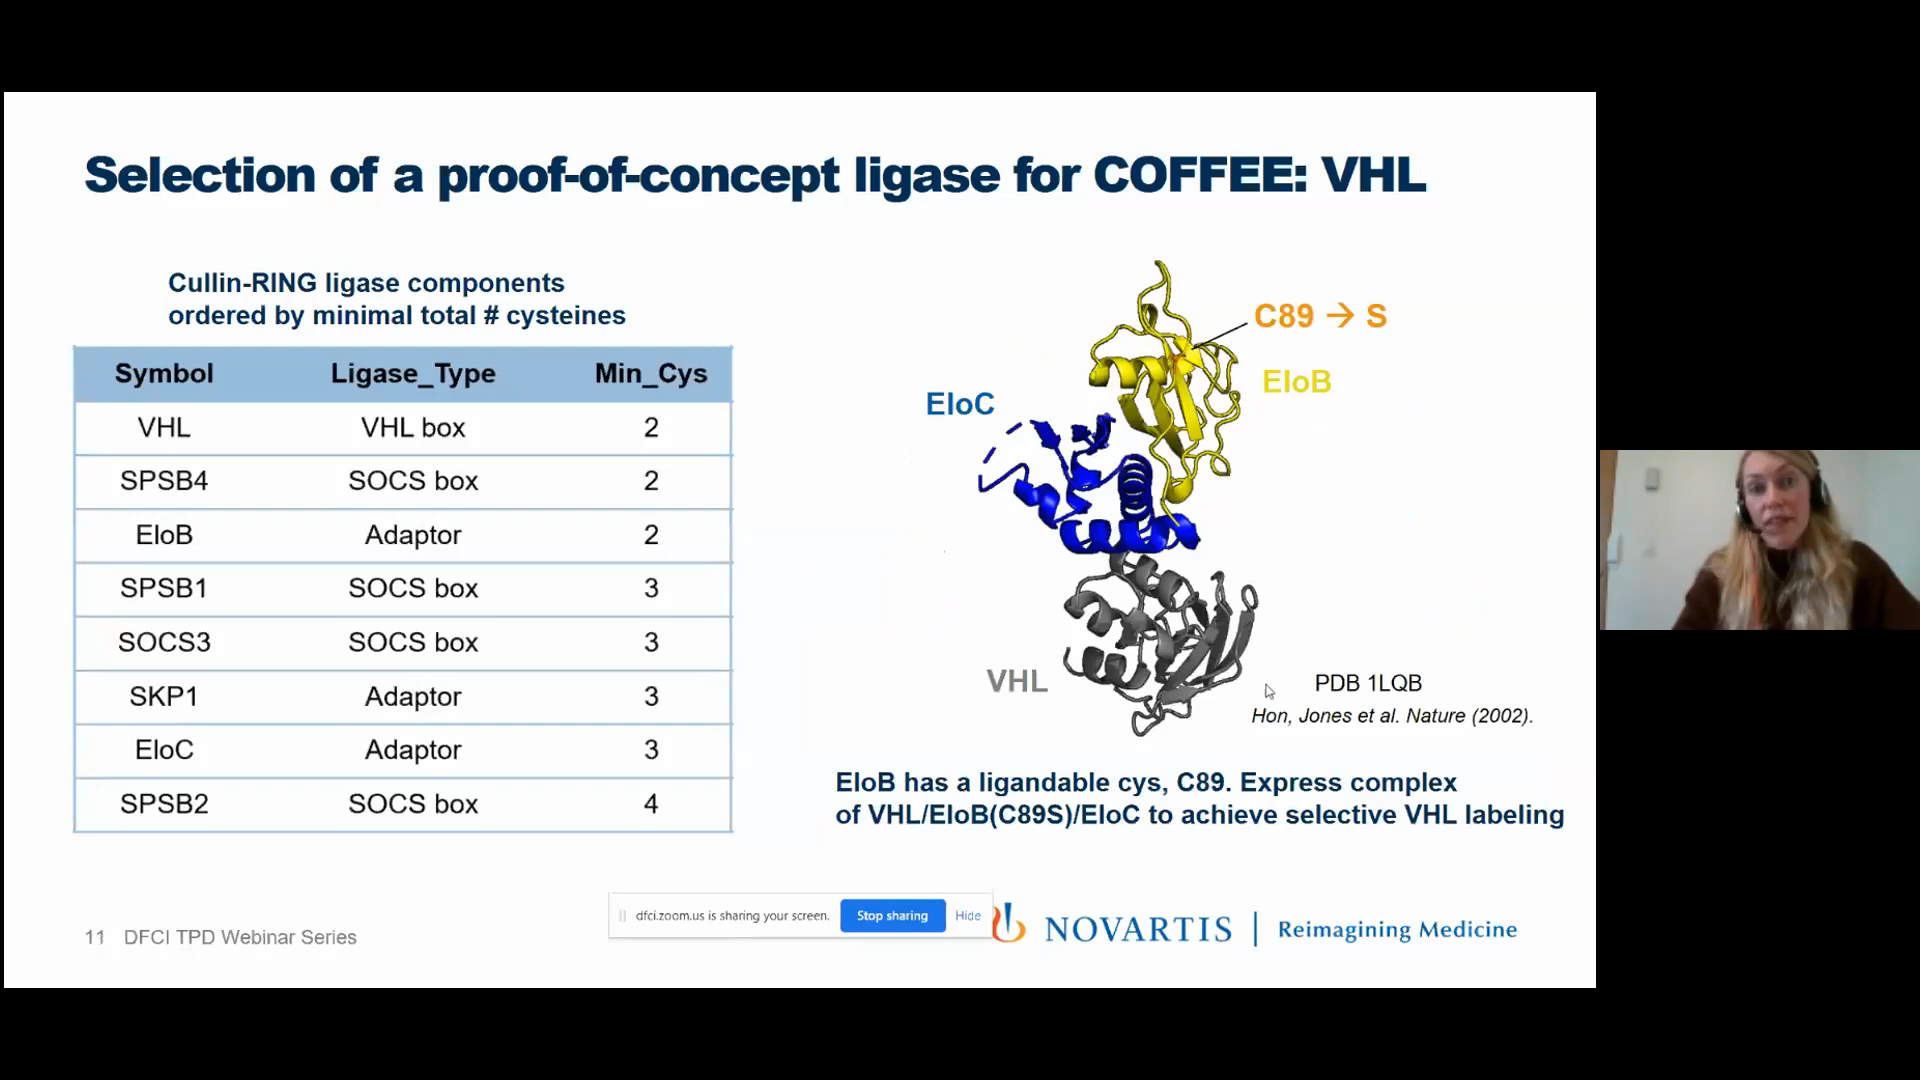 Selection of a proof-of-concept ligase for COFFEE: VHL
Cullin-RING ligase components
ordered by minimal total # cysteines
Symbol Ligase_Type Min_Cys
VHL VHL box 2
SPSB4 SOCS box 2
EloB Adaptor 2
SPSB1 SOCS box 3
SOCS3 SOCS box 3
SKP1 Adaptor 3
EloC Adaptor 3
SPSB2 SOCS box 4
C89 → S
EloB
EloC
VHL
PDB 1LQB
Hon, Jones et al. Nature (2002).
EloB has a ligandable cys, C89. Express complex
of VHL/EloB(C89S)/EloC to achieve selective VHL labeling
dfci.zoom.us is sharing your screen. Stop sharing Hide
11 DFCI TPD Webinar Series
NOVARTIS | Reimagining Medicine